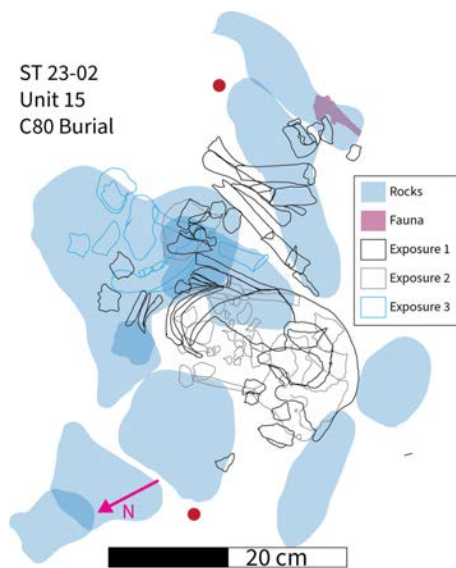 ST 23-02
Unit 15
C80 Burial
Rocks
Fauna
Exposure 1
Exposure 2
Exposure 3
N
20 cm